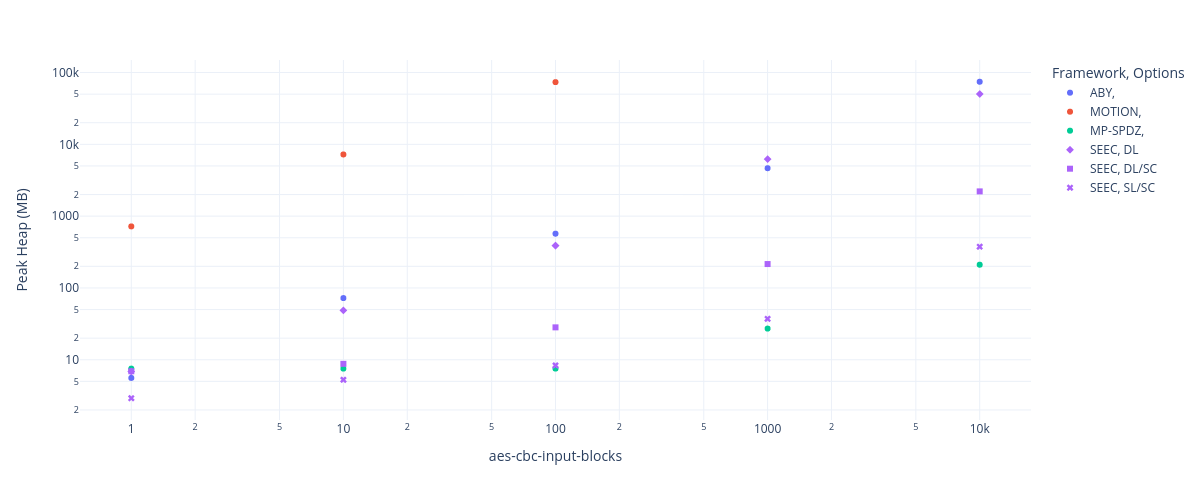 Framework, Options
ABY,
MOTION,
MP-SPDZ,
SEEC, DL
SEEC, DL/SC
SEEC, SL/SC
Peak Heap (MB)
100k
5
2
10k
5
2
1000
5
2
100
5
2
10
5
2
1 2 5 10 2 5 100 2 5 1000 2 5 10k
aes-cbc-input-blocks